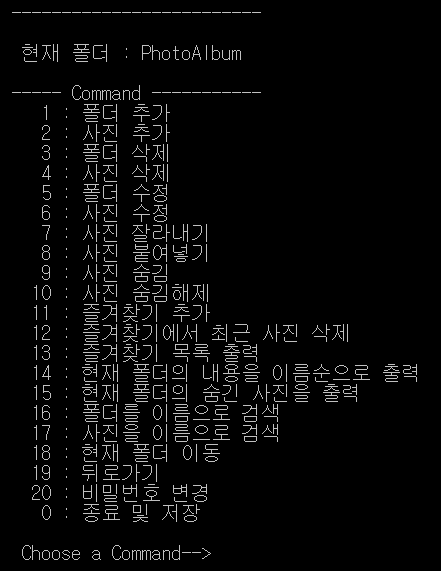 -------------------------
현재 폴더 : PhotoAlbum
----- Command -----------
1 : 폴더 추가
2 : 사진 추가
3 : 폴더 삭제
4 : 사진 삭제
5 : 폴더 수정
6 : 사진 수정
7 : 사진 잘라내기
8 : 사진 붙여넣기
9 : 사진 숨김
10 : 사진 숨김해제
11 : 즐겨찾기 추가
12 : 즐겨찾기에서 최근 사진 삭제
13 : 즐겨찾기 목록 출력
14 : 현재 폴더의 내용을 이름순으로 출력
15 : 현재 폴더의 숨긴 사진을 출력
16 : 폴더를 이름으로 검색
17 : 사진을 이름으로 검색
18 : 현재 폴더 이동
19 : 뒤로가기
20 : 비밀번호 변경
0 : 종료 및 저장
Choose a Command-->